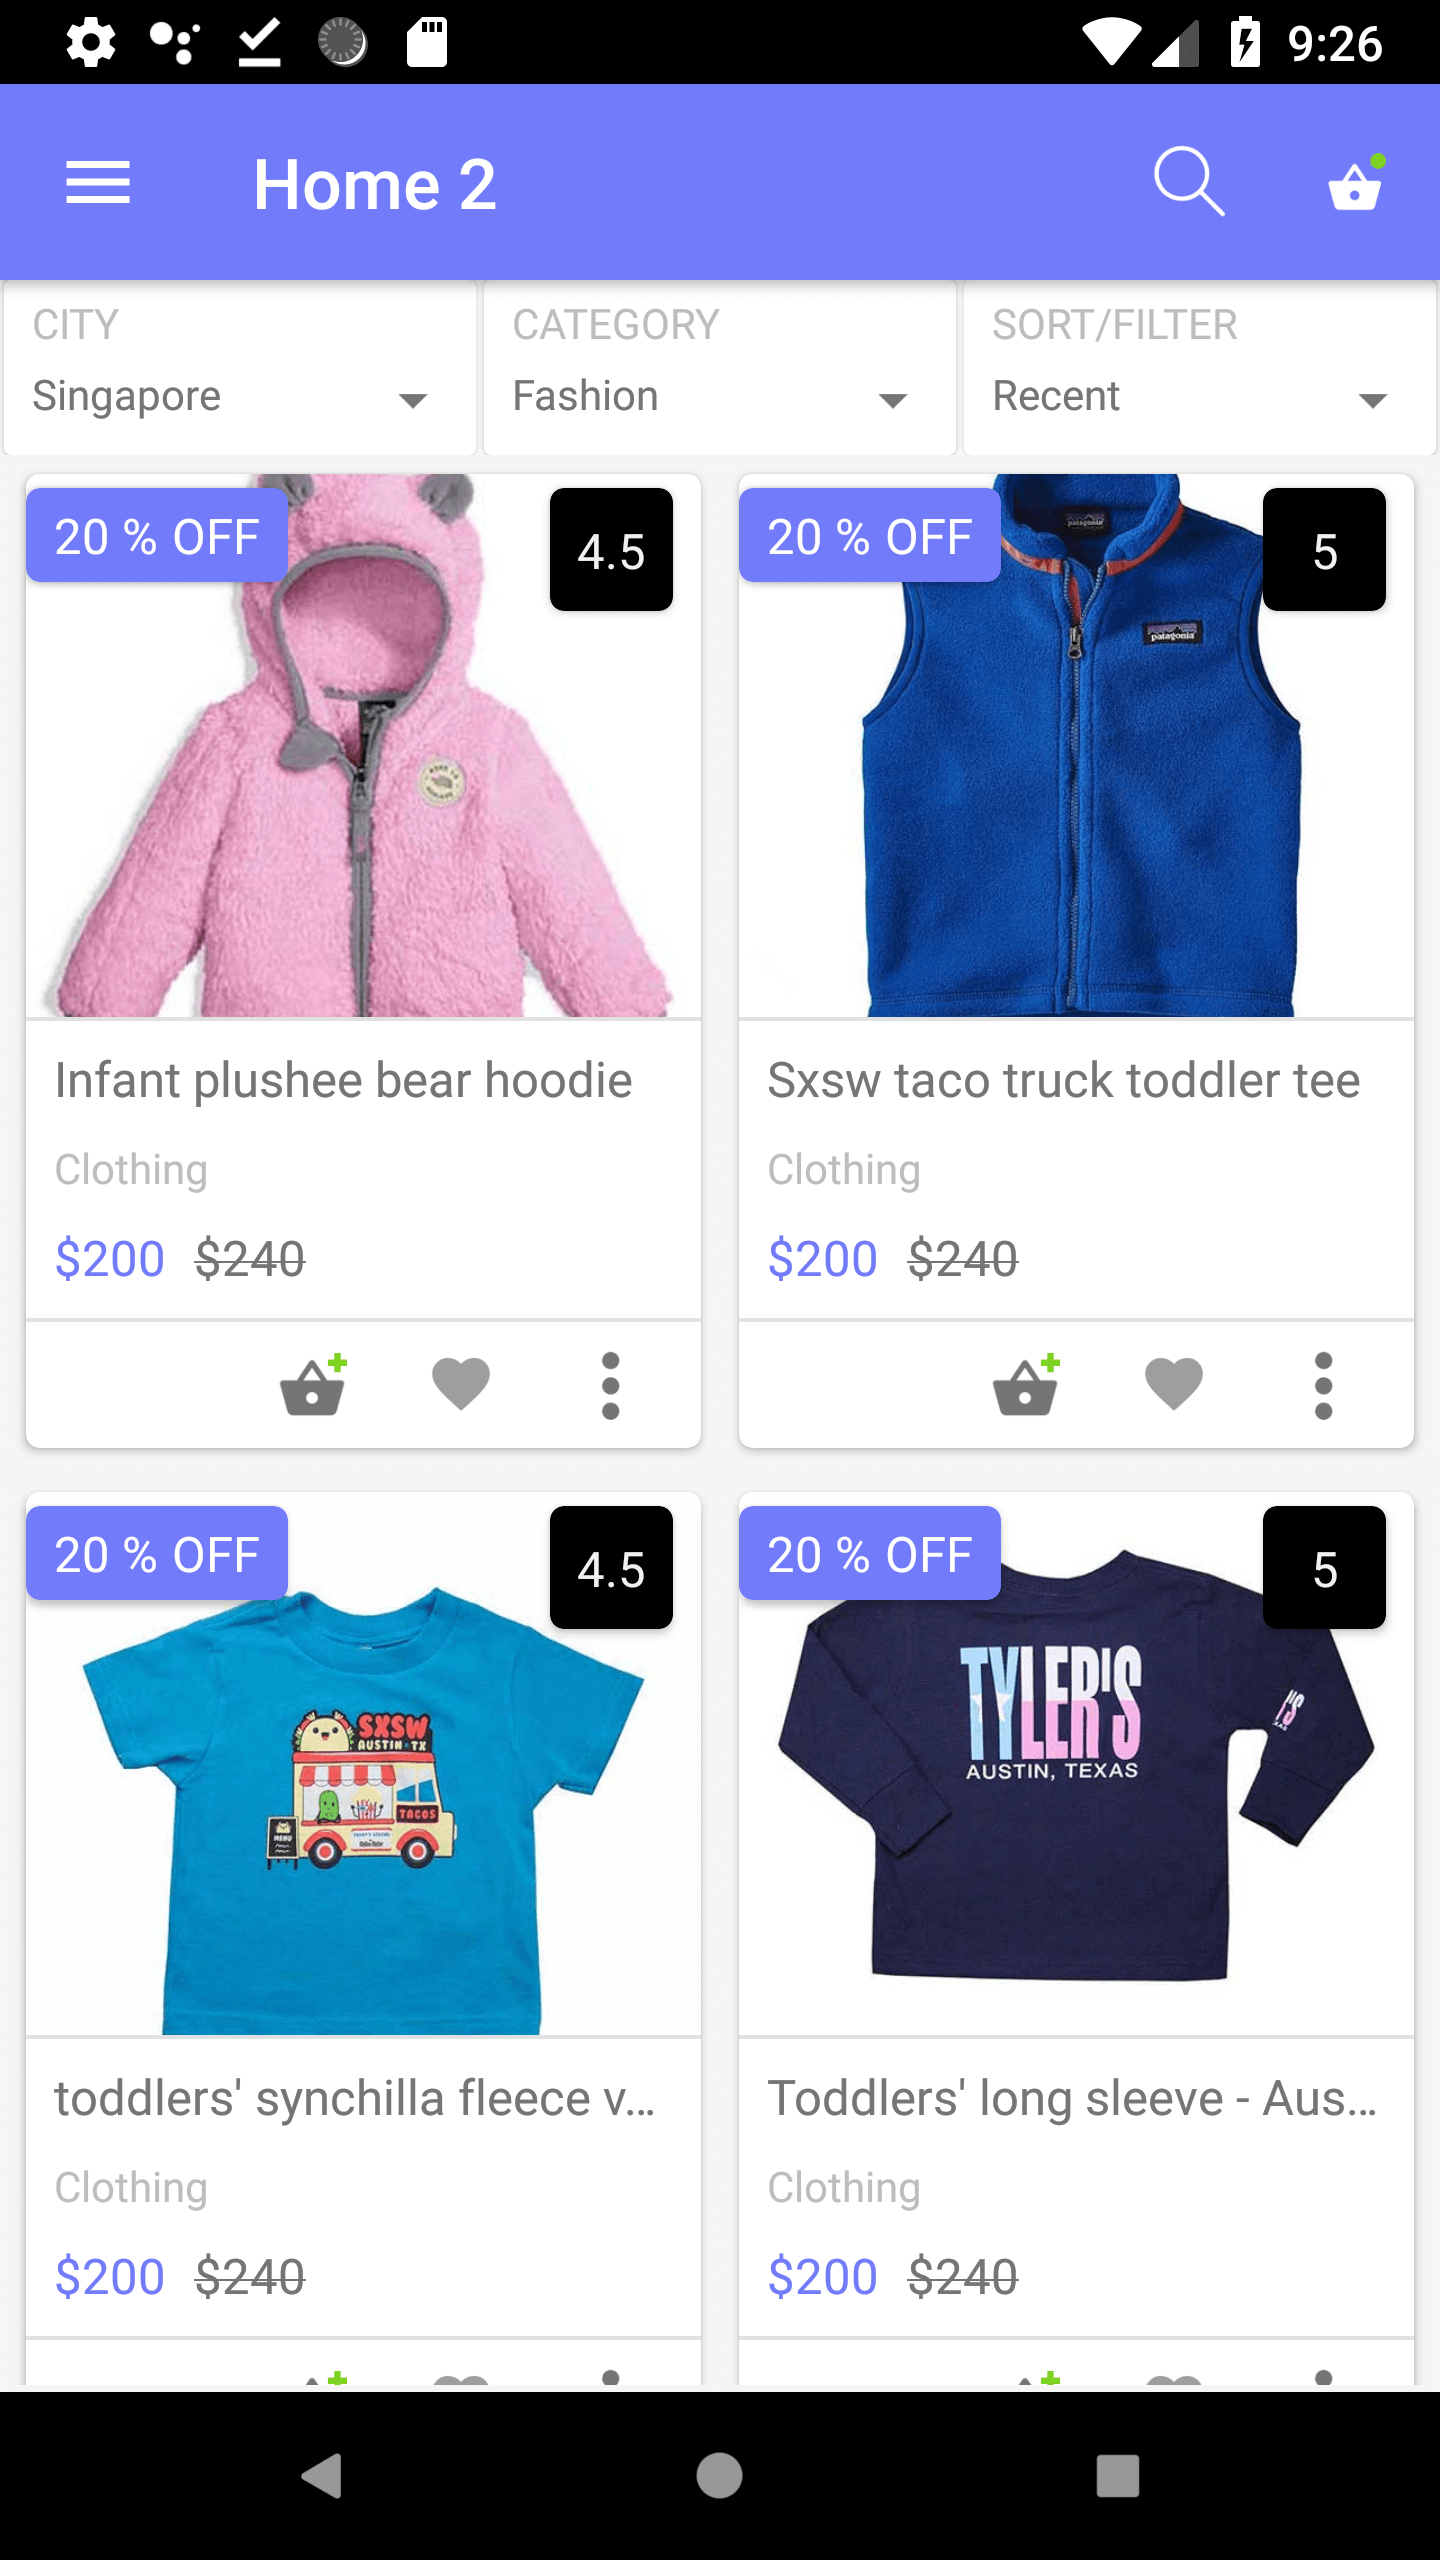 9:26
Home 2
CITY
Singapore
CATEGORY
Fashion
SORT/FILTER
Recent
20 % OFF
4.5
Infant plushee bear hoodie
Clothing
$200 $240
20 % OFF
5
patagonia
patagonia
Sxsw taco truck toddler tee
Clothing
$200 $240
20 % OFF
4.5
SXSW
AUSTIN TX
TACOS
MENU
toddlers' synchilla fleece v...
Clothing
$200 $240
20 % OFF
5
TYLER'S
AUSTIN, TEXAS
Toddlers' long sleeve - Aus...
Clothing
$200 $240